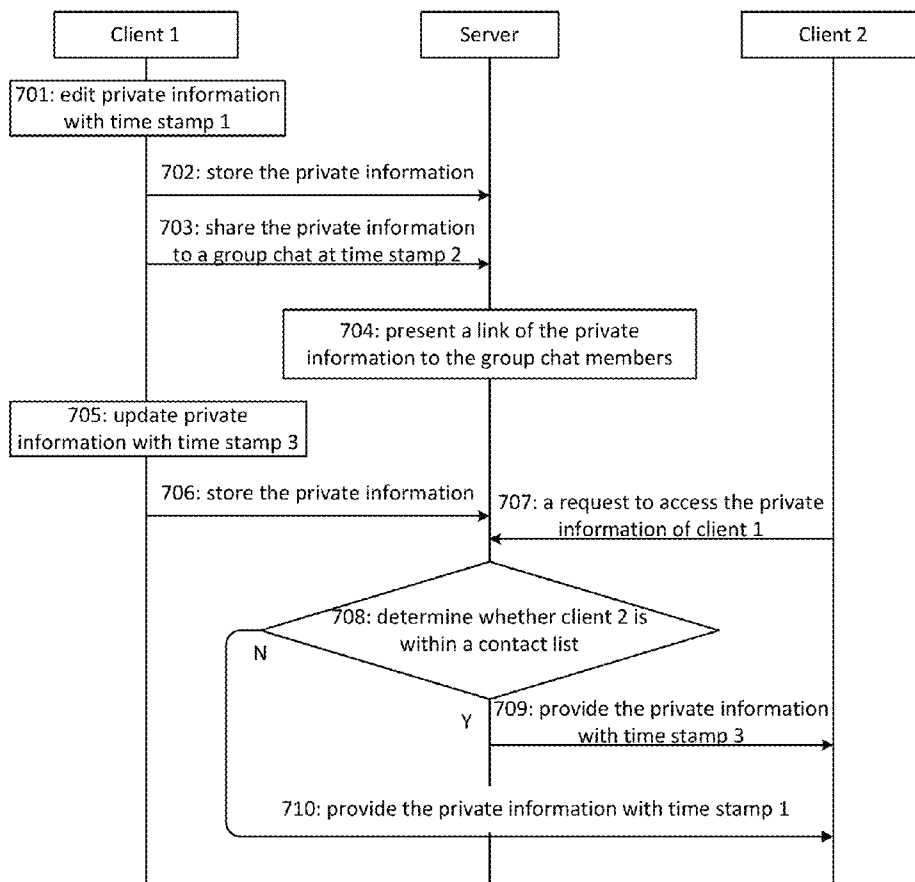 Client 1
Server
Client 2
701: edit private information
with time stamp 1
702: store the private information
703: share the private information
to a group chat at time stamp 2
704: present a link of the private
information to the group chat members
705: update private
information with time stamp 3
706: store the private information
707: a request to access the private
information of client 1
708: determine whether client 2 is
within a contact list
N
Y
709: provide the private information
with time stamp 3
710: provide the private information with time stamp 1